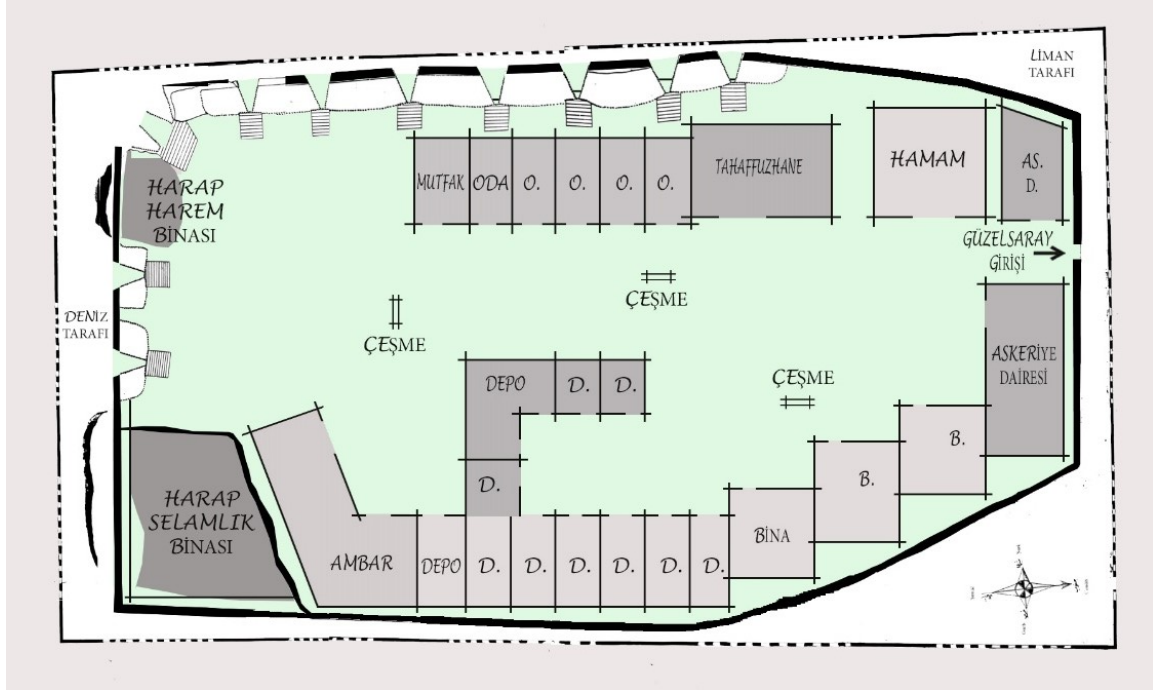 LİMAN
TARAFI
HAMAM
AS.
D.
TAHAFFUZHANE
MUTFAK
ODA
O.
O.
O.
O.
HARAP
HAREM
BİNASI
GÜZELSARAY
GİRİŞİ
ÇEŞME
DENİZ
TARAFI
ÇEŞME
ASKERİYE
DAİRESİ
ÇEŞME
DEPO
D.
D.
B.
B.
D.
HARAP
SELAMLIK
BİNASI
BİNA
AMBAR
DEPO
D.
D.
D.
D.
D.
D.